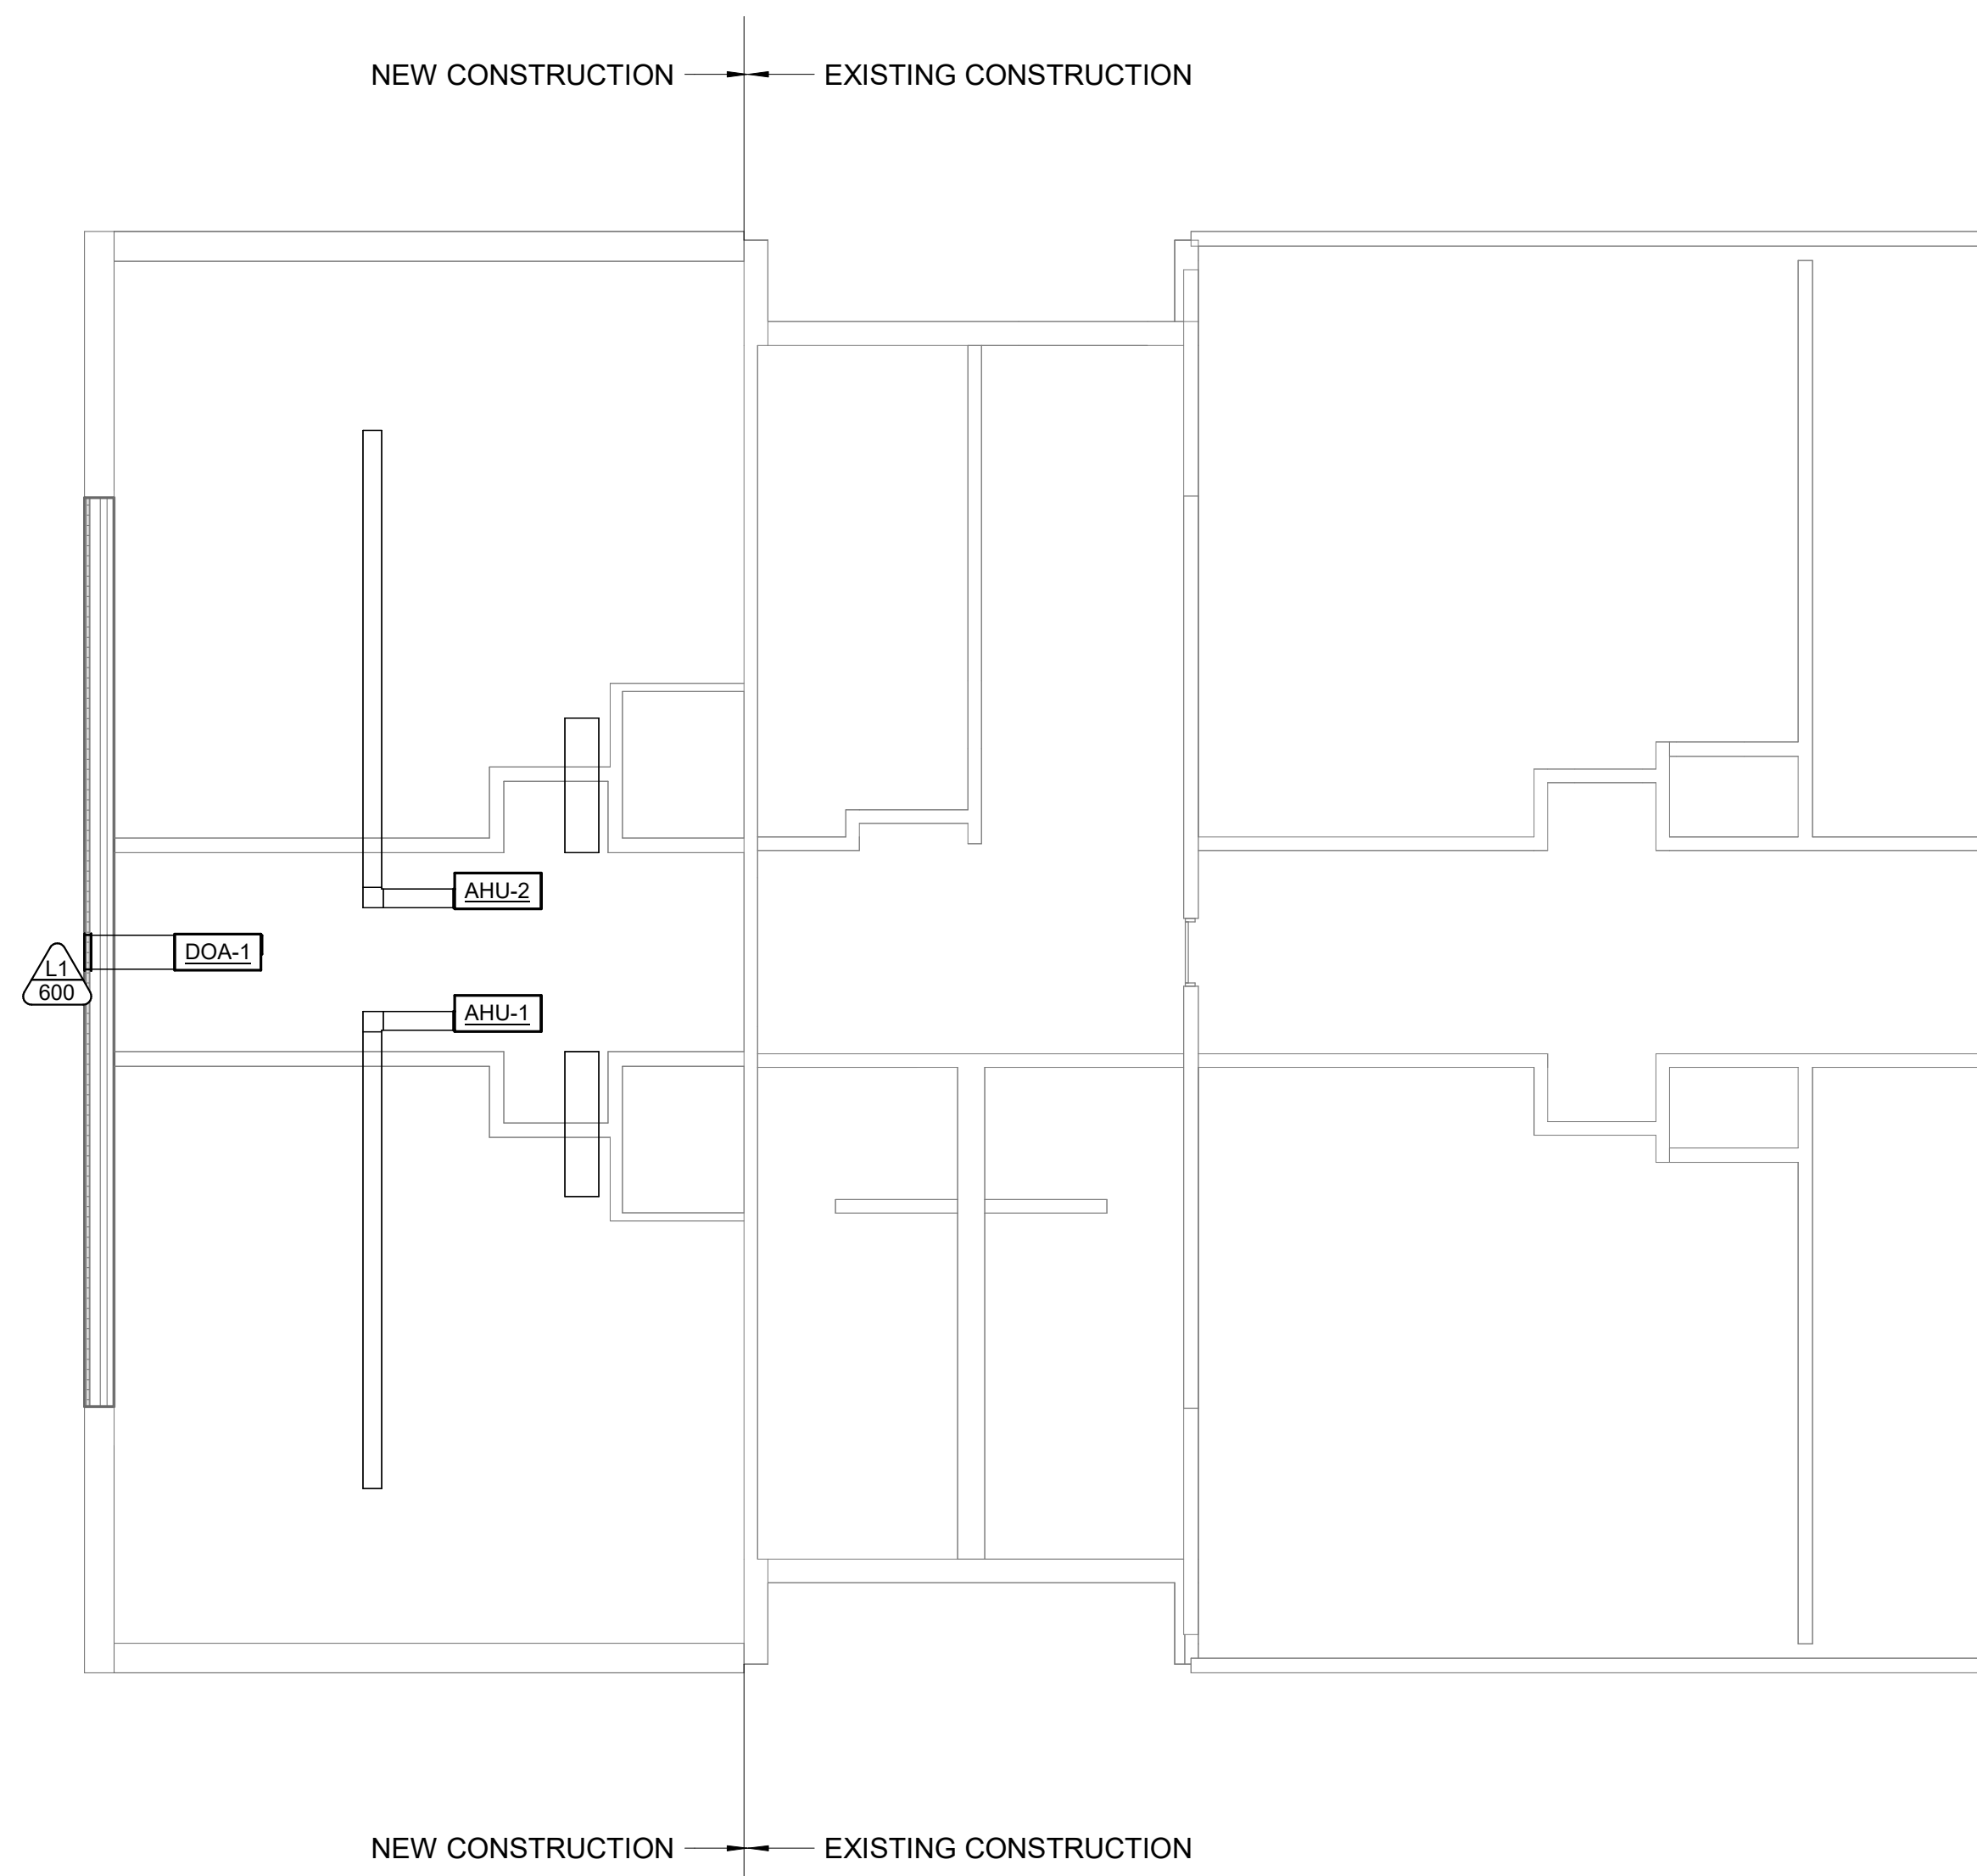 NEW CONSTRUCTION
EXISTING CONSTRUCTION
AHU-2
DOA-1
L1
600
AHU-1
NEW CONSTRUCTION
EXISTING CONSTRUCTION